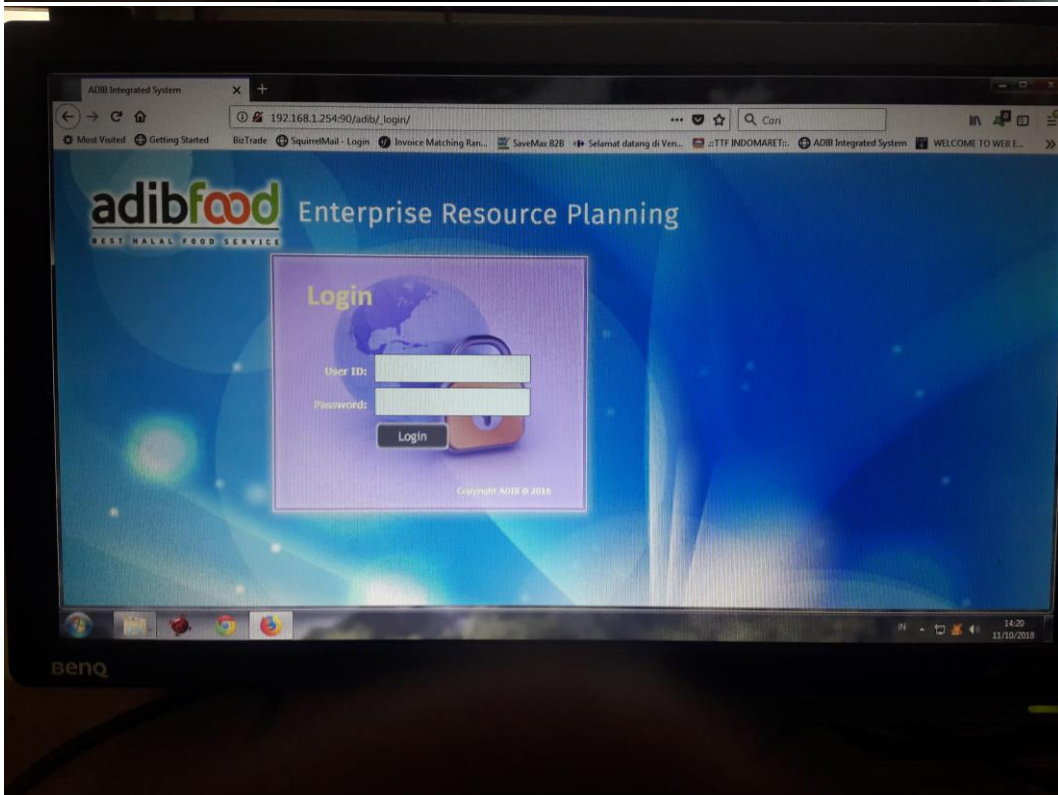 ADIB Integrated System
192.168.1.254:90/adib/_login/
Cari
Most Visited Getting Started BizTrade SquirrelMail - Login Invoice Matching Ran... SaveMax B2B Selamat datang di Ven... .::TTF INDOMARET::. ADIB Integrated System WELCOME TO WEB E...
adibfood Enterprise Resource Planning
BEST HALAL FOOD SERVICE
Login
User ID:
Password:
Login
Copyright ADIB @ 2016
IN
14:20
11/10/2018
BenQ